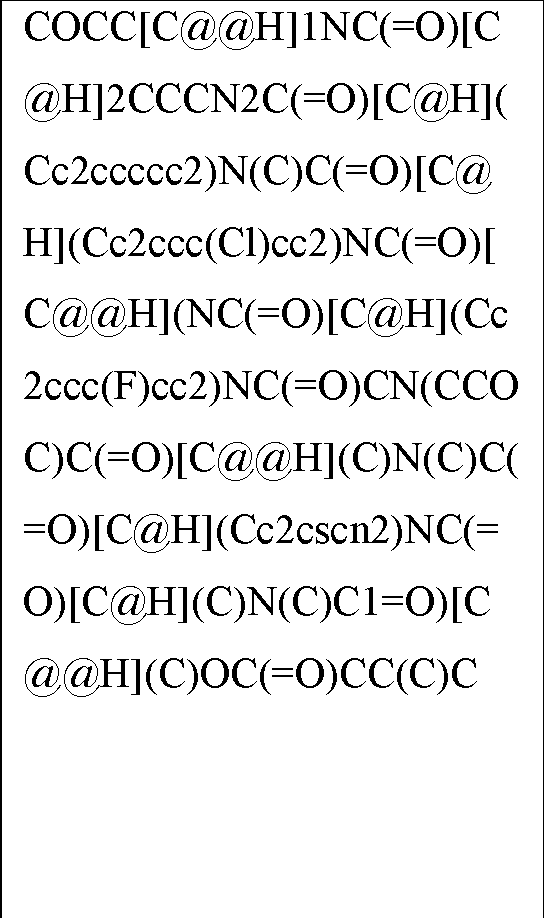 COCC[C@@H]1NC(=O)[C
@H]2CCCN2C(=O)[C@H](
Cc2ccccc2)N(C)C(=O)[C@
H](Cc2ccc(Cl)cc2)NC(=O)[
C@@H](NC(=O)[C@H](Cc
2ccc(F)cc2)NC(=O)CN(CCO
C)C(=O)[C@@H](C)N(C)C(
=O)[C@H](Cc2cscn2)NC(=
O)[C@H](C)N(C)C1=O)[C
@@H](C)OC(=O)CC(C)C